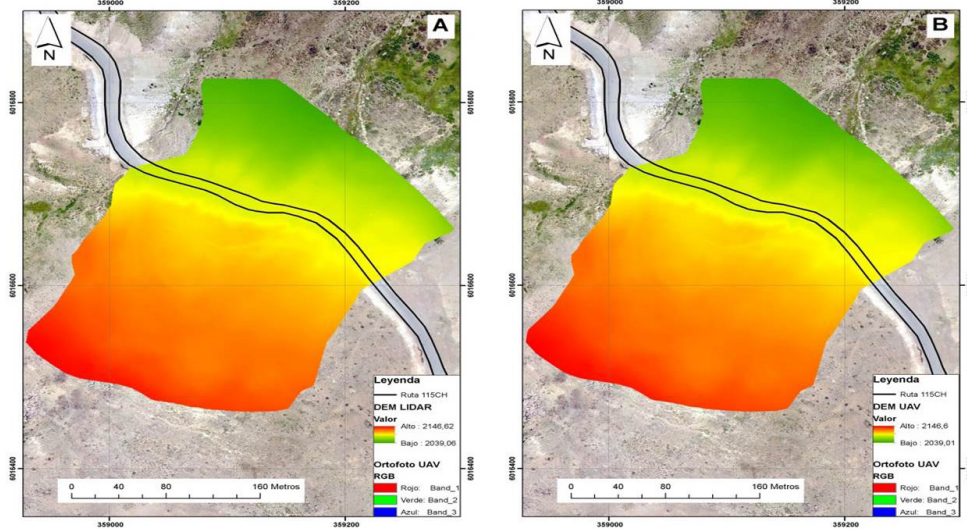 359000 359200
A
N
6016800
6016600
6016400
Leyenda
Ruta 115CH
DEM LIDAR
Valor
Alto : 2146,62
Bajo : 2039,06
Ortofoto UAV
RGB
Rojo: Band_1
Verde: Band_2
Azul: Band_3
0 40 80 160 Metros
359000 359200
359000 359200
B
N
6016800
6016600
6016400
Leyenda
Ruta 115CH
DEM UAV
Valor
Alto : 2146,6
Bajo : 2039,01
Ortofoto UAV
RGB
Rojo: Band_1
Verde: Band_2
Azul: Band_3
0 40 80 160 Metros
359000 359200